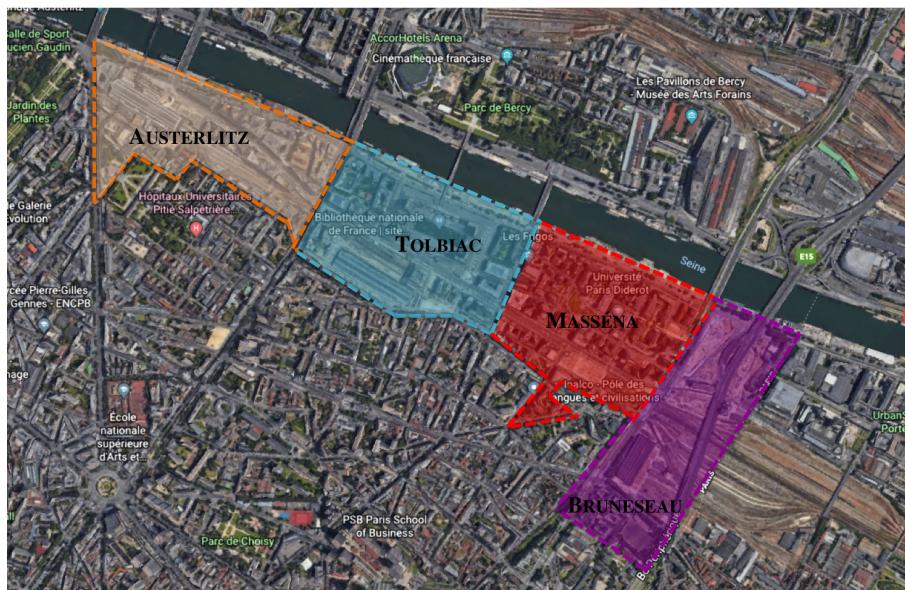 AccorHotels Arena
Salle de Sport
Lucien Gaudin
Cinémathèque française
Les Pavillons de Bercy
- Musée des Arts Forains
Jardin des
Plantes
Parc de Bercy
AUSTERLITZ
Hôpitaux Universitaires
Pitié Salpêtrière...
Galerie
Évolution
Bibliothèque nationale
de France | site
TOLBIAC
Les Frigos
Seine
E15
Université
Paris Diderot
Lycée Pierre-Gilles
Gennes - ENCPB
MASSÉNA
Inalco - Pôle des
langues et civilisations
École
nationale
supérieure
d'Arts et...
BRUNESEAU
PSB Paris School
of Business
Parc de Choisy